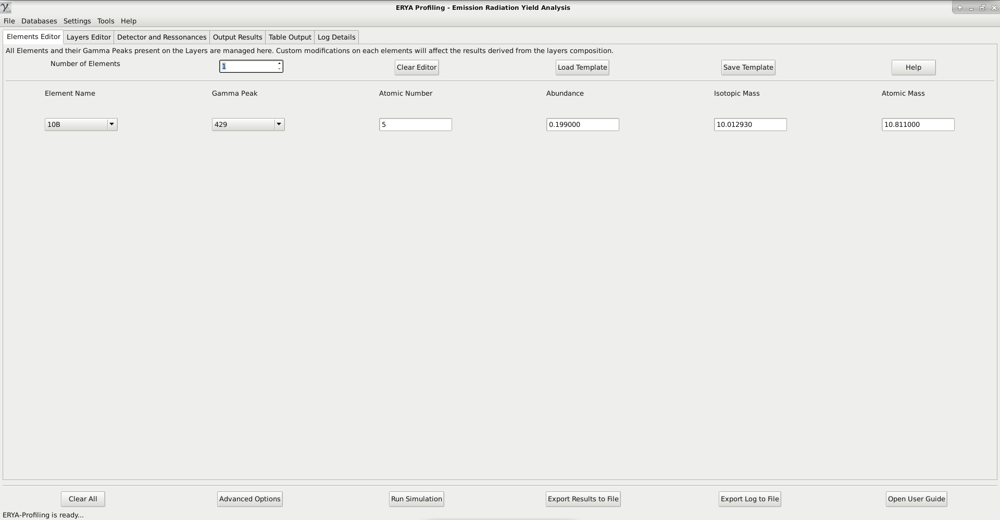 ERYA Profiling - Emission Radiation Yield Analysis
File Databases Settings Tools Help
Elements Editor Layers Editor Detector and Ressonances Output Results Table Output Log Details
All Elements and their Gamma Peaks present on the Layers are managed here. Custom modifications on each elements will affect the results derived from the layers composition.
Number of Elements 1 Clear Editor Load Template Save Template Help
Element Name Gamma Peak Atomic Number Abundance Isotopic Mass Atomic Mass
10B 429 5 0.199000 10.012930 10.811000
Clear All Advanced Options Run Simulation Export Results to File Export Log to File Open User Guide
ERYA-Profiling is ready...